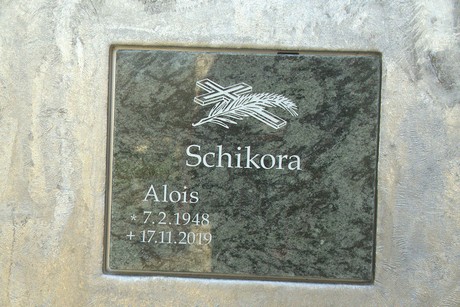 Schikora
Alois
* 7.2.1948
+ 17.11.2019